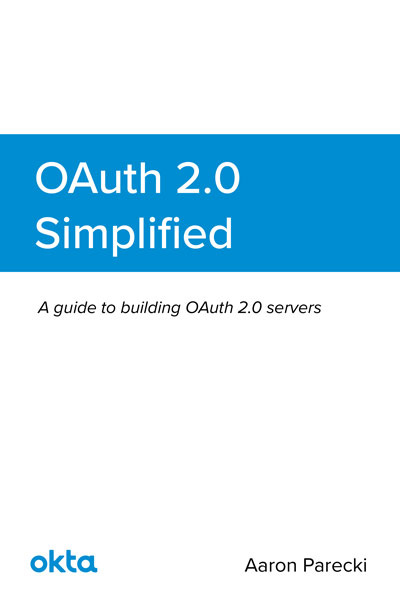 OAuth 2.0
Simplified
A guide to building OAuth 2.0 servers
okta
Aaron Parecki